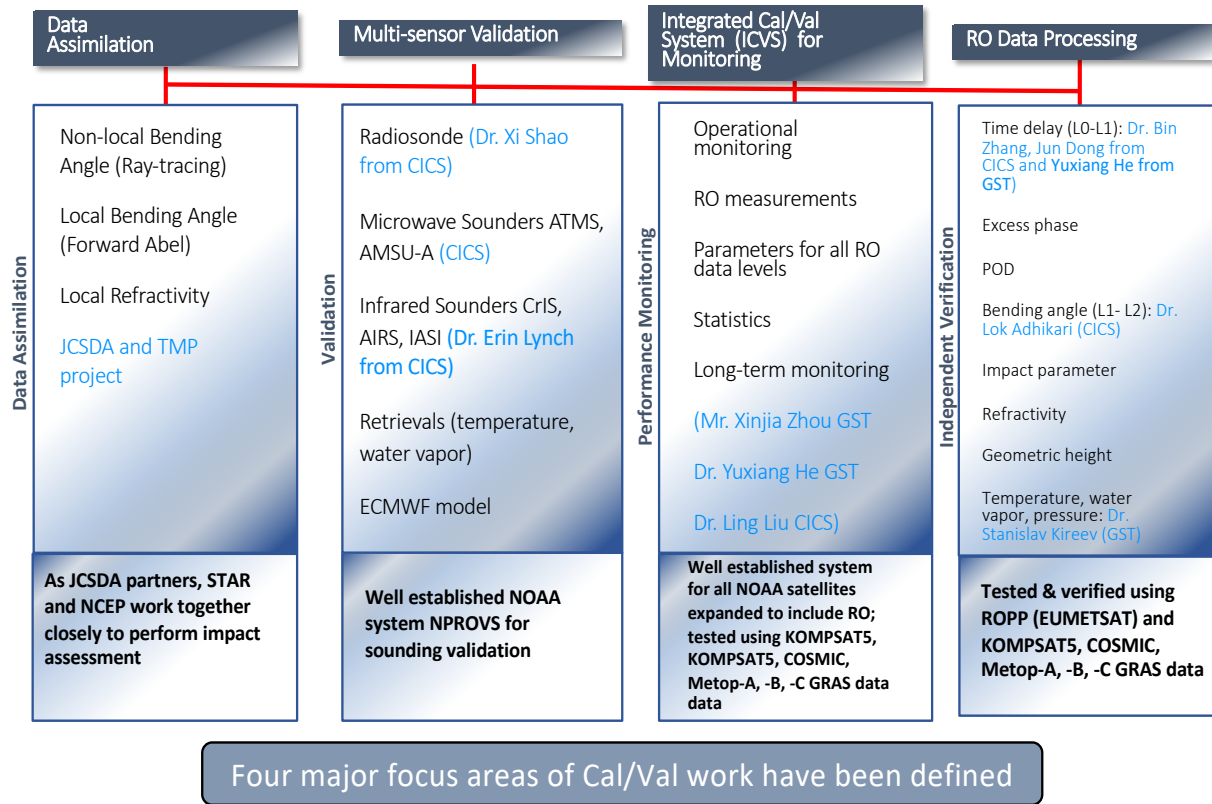 Data
Assimilation
Multi-sensor Validation
Integrated Cal/Val
System (ICVS) for
Monitoring
RO Data Processing
Data Assimilation
Non-local Bending
Angle (Ray-tracing)
Local Bending Angle
(Forward Abel)
Local Refractivity
JCSDA and TMP
project
As JCSDA partners, STAR
and NCEP work together
closely to perform impact
assessment
Validation
Radiosonde (Dr. Xi Shao
from CICS)
Microwave Sounders ATMS,
AMSU-A (CICS)
Infrared Sounders CrIS,
AIRS, IASI (Dr. Erin Lynch
from CICS)
Retrievals (temperature,
water vapor)
ECMWF model
Well established NOAA
system NPROVS for
sounding validation
Performance Monitoring
Operational
monitoring
RO measurements
Parameters for all RO
data levels
Statistics
Long-term monitoring
(Mr. Xinjia Zhou GST
Dr. Yuxiang He GST
Dr. Ling Liu CICS)
Well established system
for all NOAA satellites
expanded to include RO;
tested using KOMPSAT5,
KOMPSAT5, COSMIC,
Metop-A, -B, -C GRAS data
data
Independent Verification
Time delay (L0-L1): Dr. Bin
Zhang, Jun Dong from
CICS and Yuxiang He from
GST)
Excess phase
POD
Bending angle (L1- L2): Dr.
Lok Adhikari (CICS)
Impact parameter
Refractivity
Geometric height
Temperature, water
vapor, pressure: Dr.
Stanislav Kireev (GST)
Tested & verified using
ROPP (EUMETSAT) and
KOMPSAT5, COSMIC,
Metop-A, -B, -C GRAS data
Four major focus areas of Cal/Val work have been defined